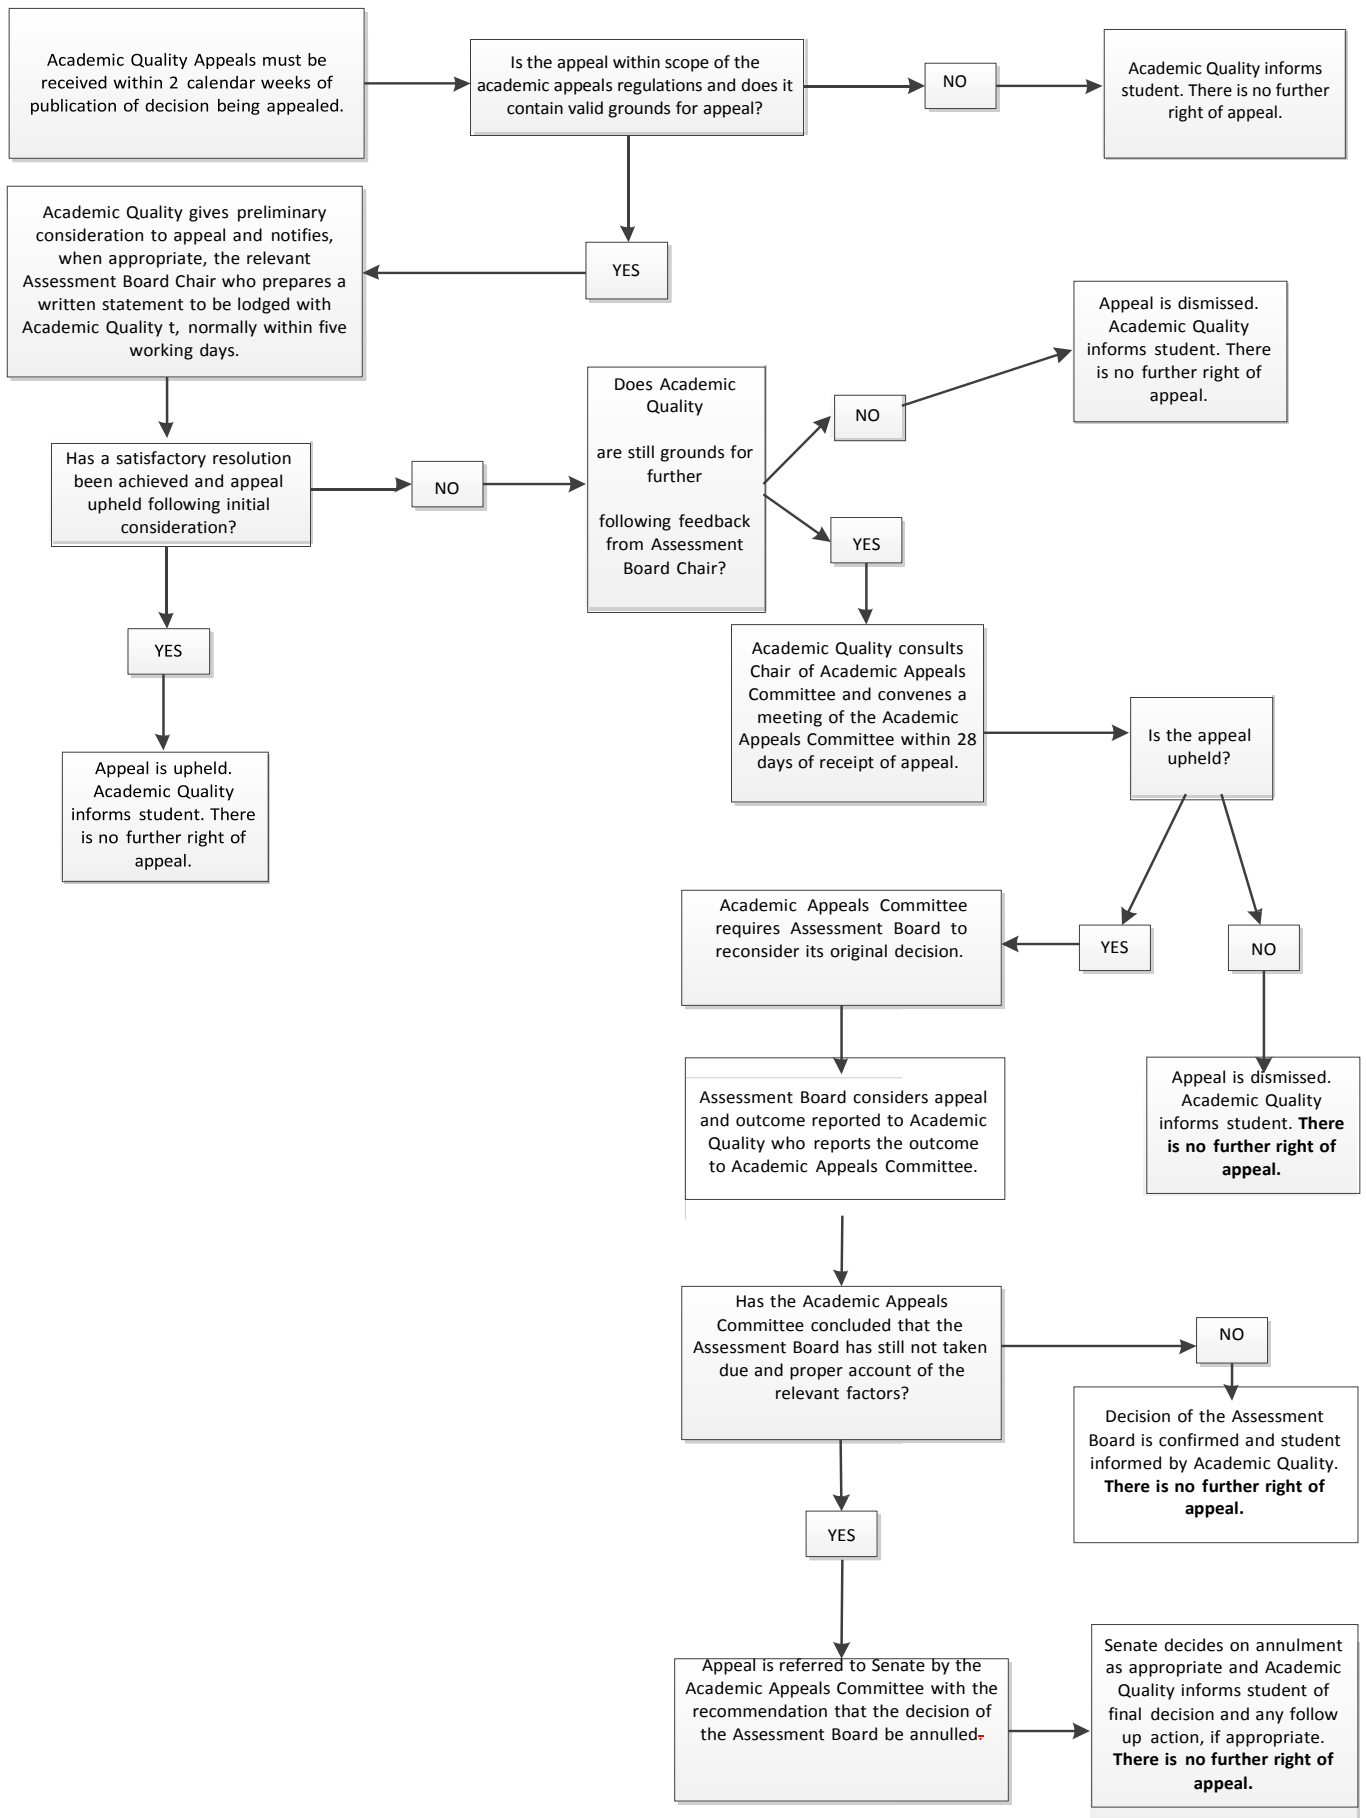 Academic Quality Appeals must be
received within 2 calendar weeks of
publication of decision being appealed.
Is the appeal within scope of the
academic appeals regulations and does it
contain valid grounds for appeal?
NO
Academic Quality informs
student. There is no further
right of appeal.
YES
Academic Quality gives preliminary
consideration to appeal and notifies,
when appropriate, the relevant
Assessment Board Chair who prepares a
written statement to be lodged with
Academic Quality t, normally within five
working days.
Has a satisfactory resolution
been achieved and appeal
upheld following initial
consideration?
NO
Does Academic
Quality
are still grounds for
further
following feedback
from Assessment
Board Chair?
NO
Appeal is dismissed.
Academic Quality
informs student. There
is no further right of
appeal.
YES
YES
Appeal is upheld.
Academic Quality
informs student. There
is no further right of
appeal.
Academic Quality consults
Chair of Academic Appeals
Committee and convenes a
meeting of the Academic
Appeals Committee within 28
days of receipt of appeal.
Is the appeal
upheld?
YES
NO
Academic Appeals Committee
requires Assessment Board to
reconsider its original decision.
Appeal is dismissed.
Academic Quality
informs student. There
is no further right of
appeal.
Assessment Board considers appeal
and outcome reported to Academic
Quality who reports the outcome
to Academic Appeals Committee.
Has the Academic Appeals
Committee concluded that the
Assessment Board has still not taken
due and proper account of the
relevant factors?
NO
Decision of the Assessment
Board is confirmed and student
informed by Academic Quality.
There is no further right of
appeal.
YES
Appeal is referred to Senate by the
Academic Appeals Committee with the
recommendation that the decision of
the Assessment Board be annulled.
Senate decides on annulment
as appropriate and Academic
Quality informs student of
final decision and any follow
up action, if appropriate.
There is no further right of
appeal.